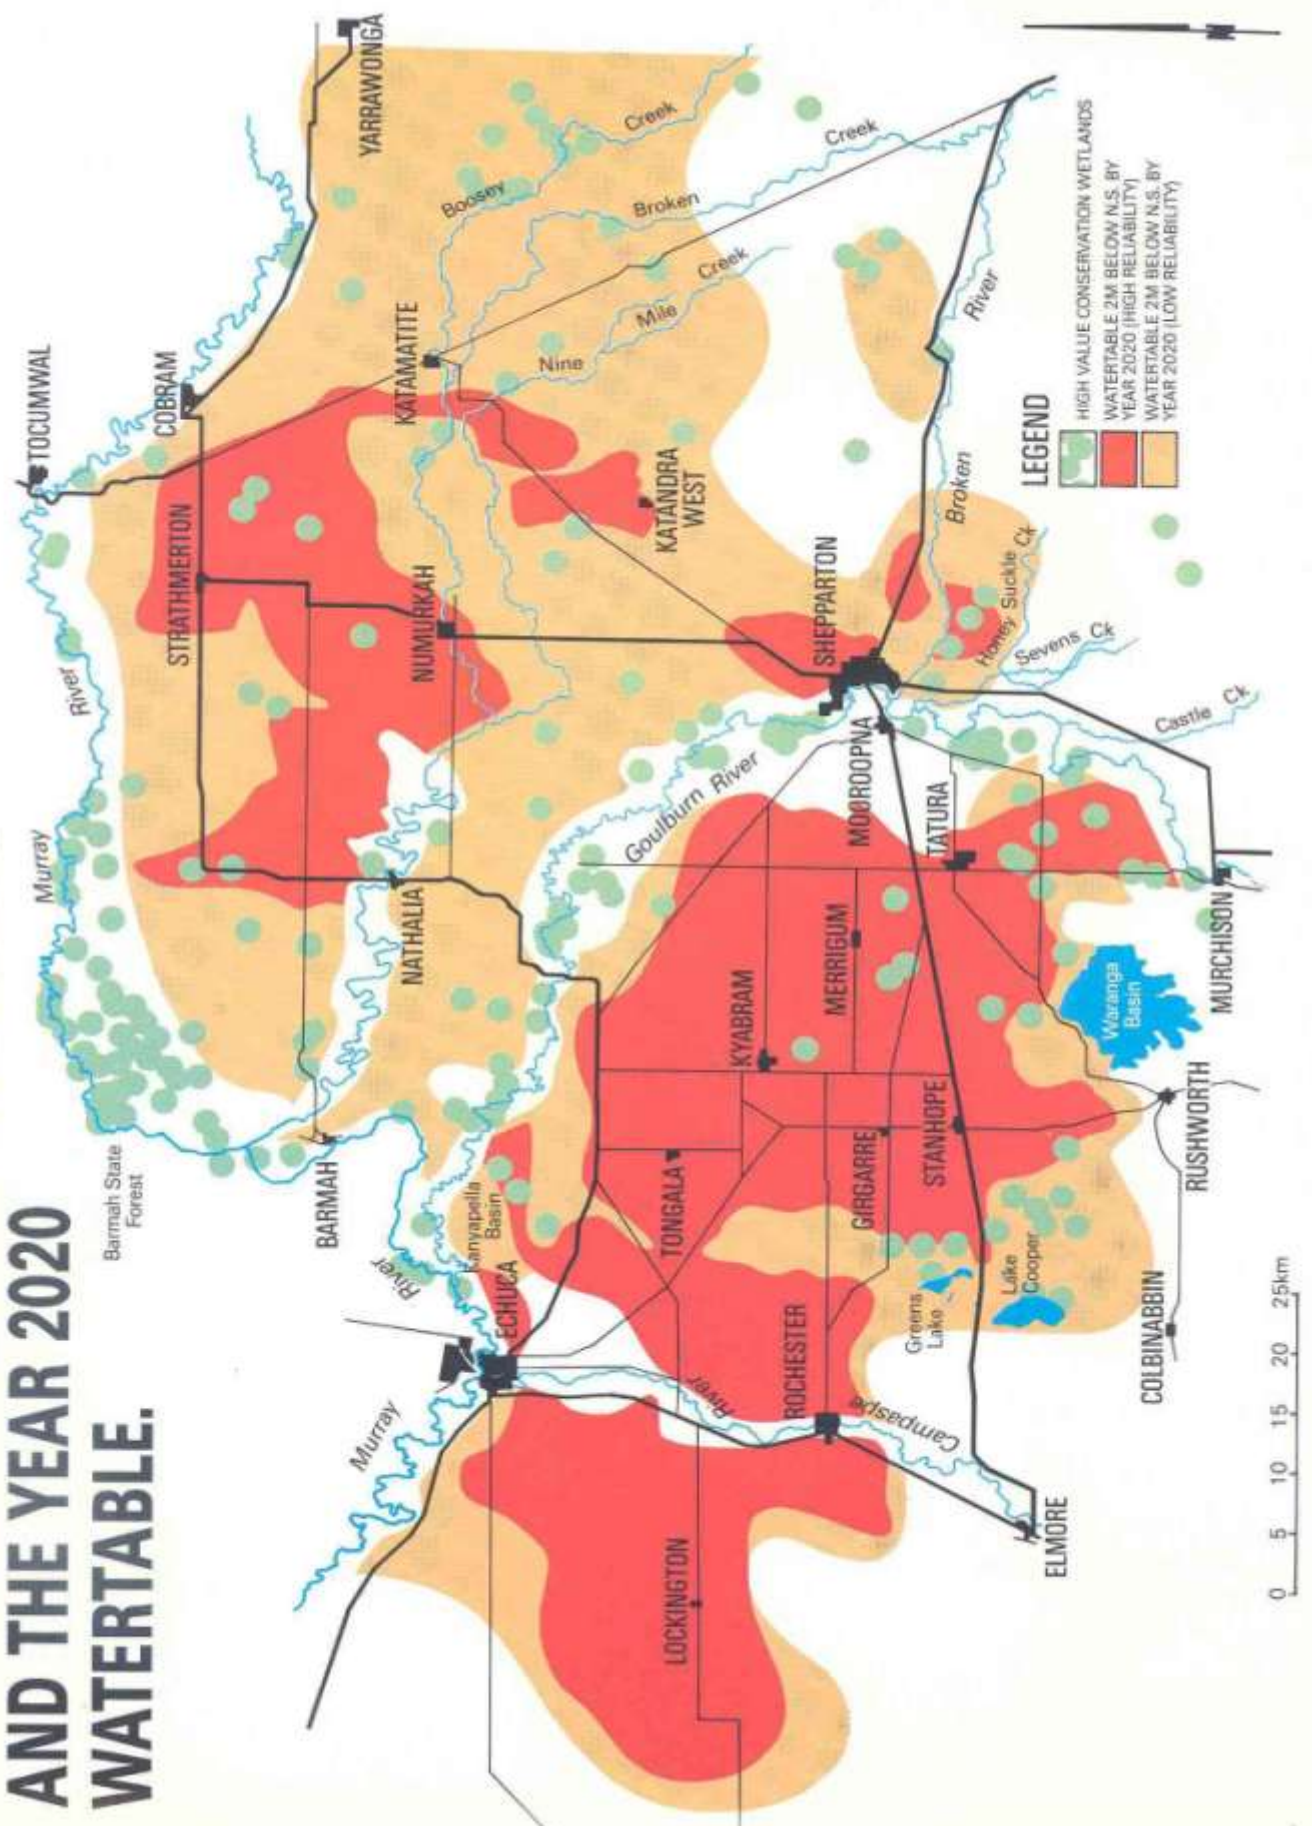 AND THE YEAR 2020
WATERTABLE.
TOCUMWAL
COBRAM
YARRAWONGA
STRATHMERTON
KATAMATITE
NUMURKAH
KATANDRA
WEST
NATHALIA
BARMAH
Barmah State
Forest
Murray
River
Boosey
Creek
Broken
Creek
Nine
Mile
Creek
Murray
River
Kanyapella
Basin
ECHUCA
Goulburn River
SHEPPARTON
MOOROOPNA
TATURA
MERRIGUM
KYABRAM
TONGALA
GIRGARRE
STANHOPE
ROCHESTER
LOCKINGTON
River
Campaspe
ELMORE
COLBINABBIN
RUSHWORTH
MURCHISON
Waranga
Basin
Greens
Lake
Lake
Cooper
Broken
River
Honey Suckle Ck
Sevens Ck
Castle Ck
LEGEND
HIGH VALUE CONSERVATION WETLANDS
WATERTABLE 2M BELOW N.S. BY
YEAR 2020 (HIGH RELIABILITY)
WATERTABLE 2M BELOW N.S. BY
YEAR 2020 (LOW RELIABILITY)
N
0 5 10 15 20 25km